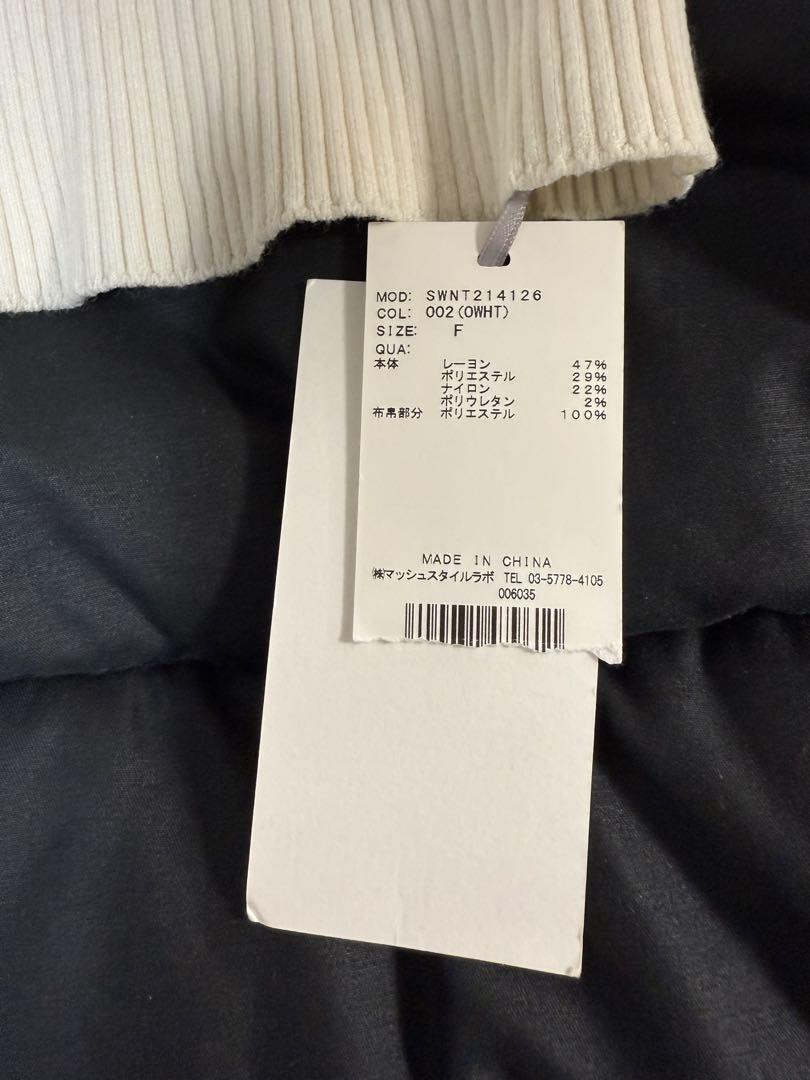 MOD: SWNT214126
COL: 002(OWHT)
SIZE: F
QUA:
本体 レーヨン 47%
ポリエステル 29%
ナイロン 22%
ポリウレタン 2%
布帛部分 ポリエステル 100%
MADE IN CHINA
㈱マッシュスタイルラボ TEL 03-5778-4105
006035